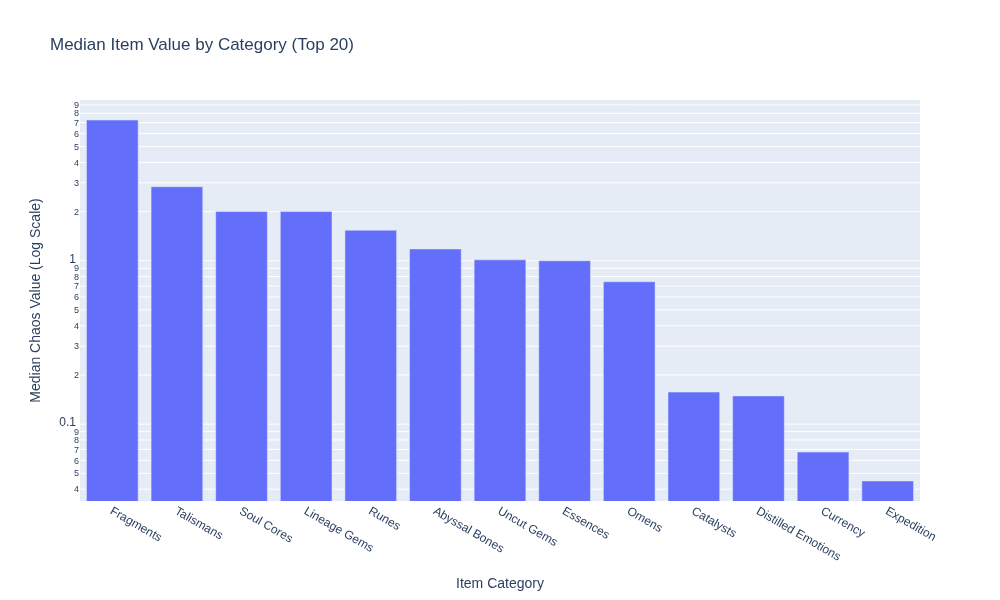 Median Item Value by Category (Top 20)
Median Chaos Value (Log Scale)
9
8
7
6
5
4
3
2
1
9
8
7
6
5
4
3
2
0.1
9
8
7
6
5
4
Fragments
Talismans
Soul Cores
Lineage Gems
Runes
Abyssal Bones
Uncut Gems
Essences
Omens
Catalysts
Distilled Emotions
Currency
Expedition
Item Category